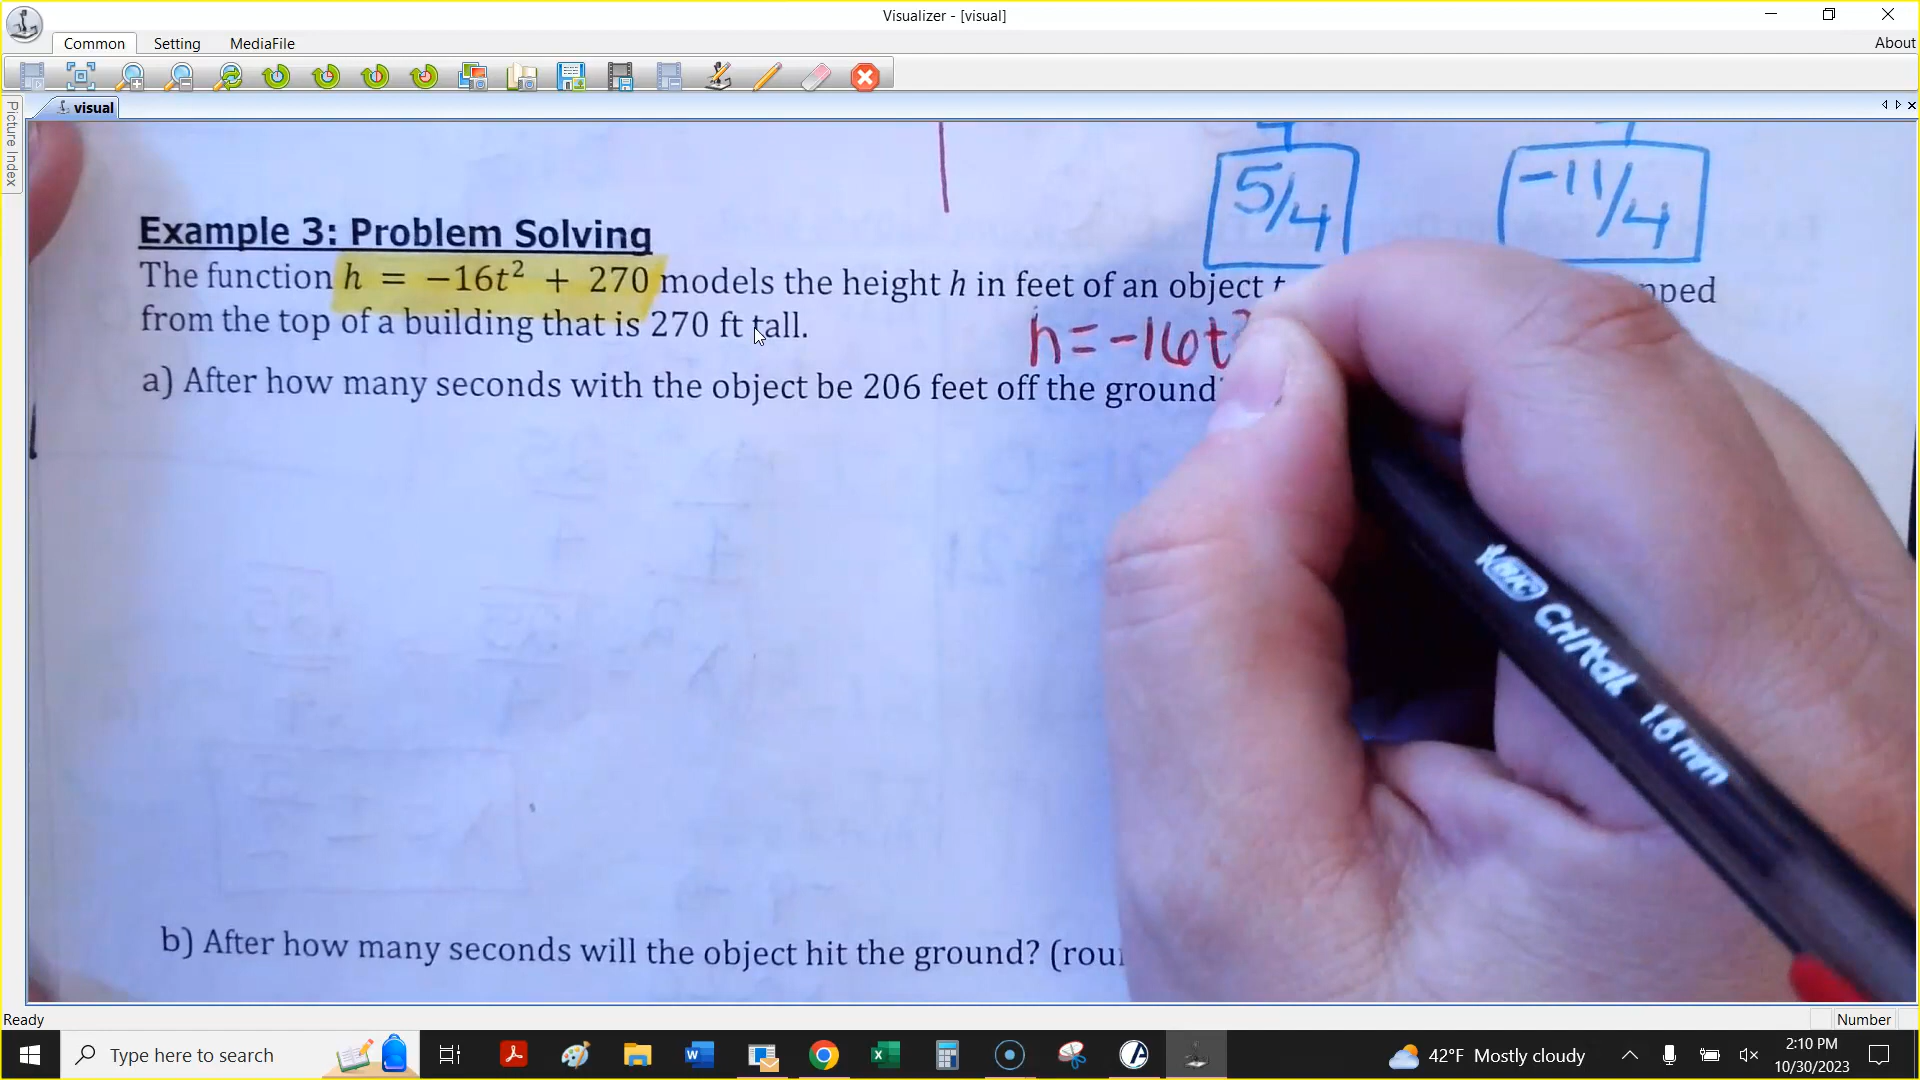 Visualizer - [visual]
Common Setting MediaFile About
visual
Picture Index
5/4 -11/4
Example 3: Problem Solving
The function h = −16t² + 270 models the height h in feet of an object t
from the top of a building that is 270 ft tall.
h = -16t²
a) After how many seconds with the object be 206 feet off the ground
BIC Cristal 1.6mm
b) After how many seconds will the object hit the ground?
Ready Number
Type here to search
42°F Mostly cloudy
2:10 PM
10/30/2023